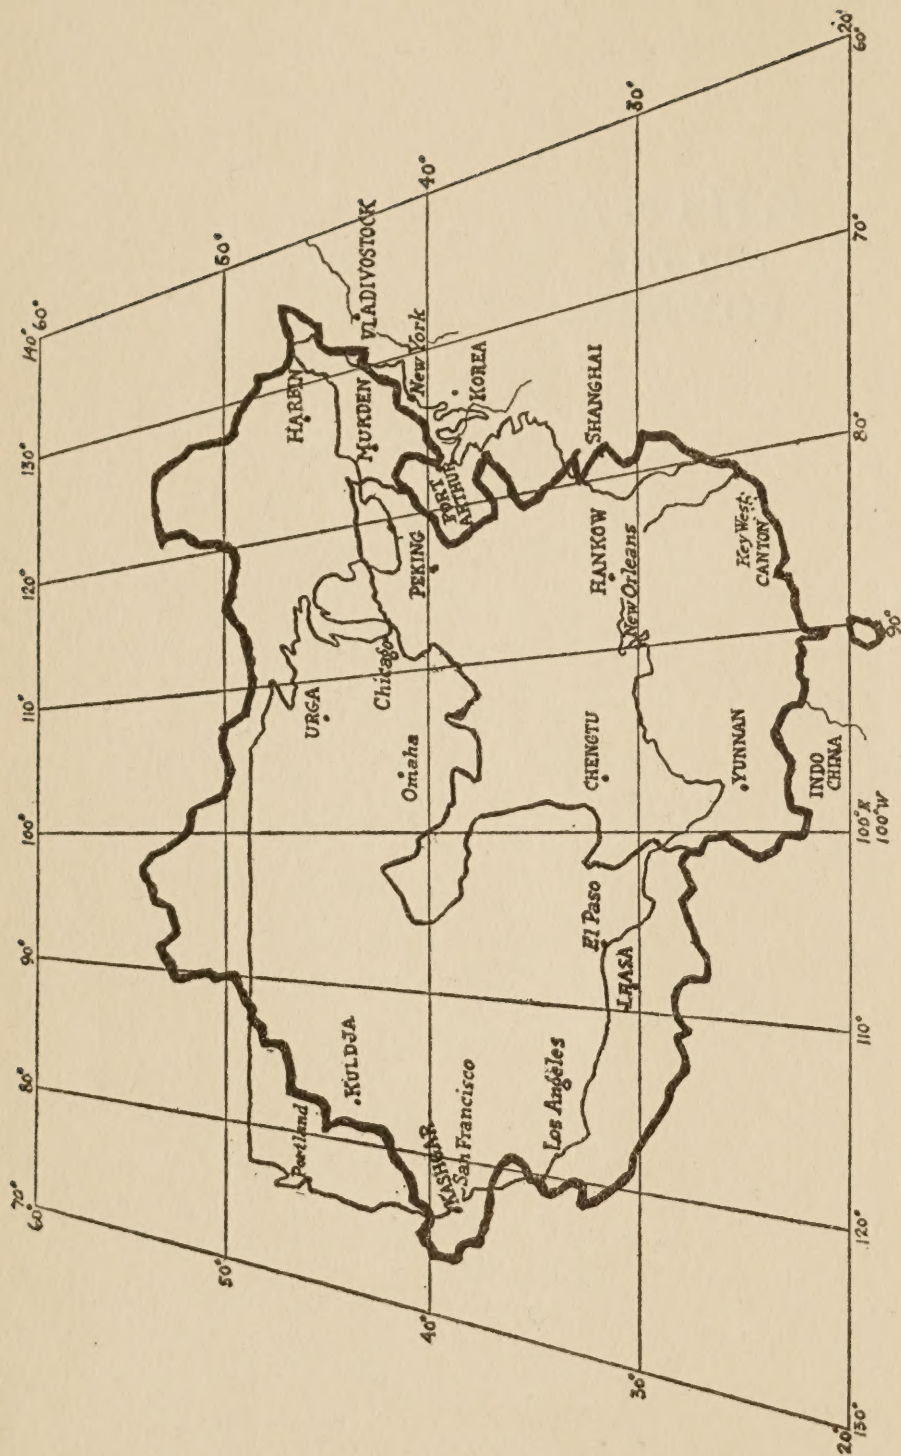 70°
80°
90°
100°
110°
120°
130°
140°
60°
60°
50°
50°
Portland
URGA
HARBIN
KULDJA
Chicago
MUKDEN
VLADIVOSTOCK
Omaha
New York
40°
KASHGAR
San Francisco
PEKING
PORT
ARTHUR
KOREA
40°
Los Angeles
El Paso
LHASA
CHENGTU
HANKOW
New Orleans
SHANGHAI
30°
30°
YUNNAN
Key West
CANTON
INDO
CHINA
20°
130°
120°
110°
100°E
100°W
90°
80°
70°
20°
60°